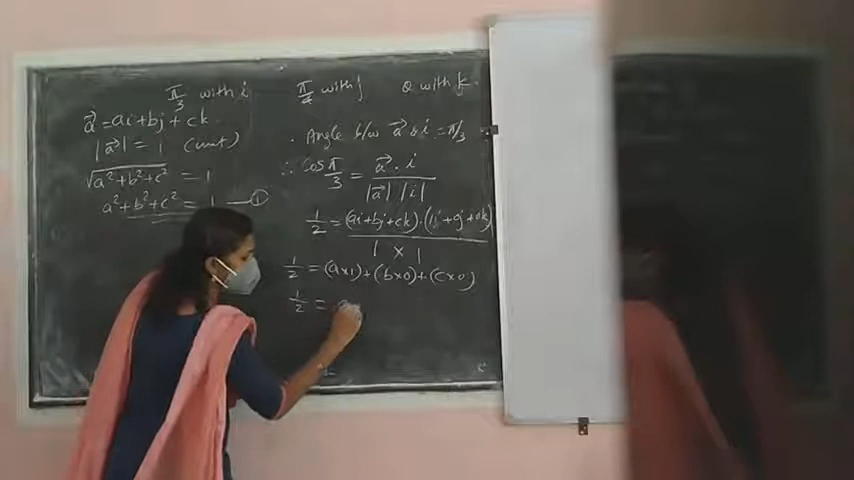 π/3 with i    π/4 with j    θ with k.
a⃗ = ai + bj + ck
|a⃗| = 1 (unit)
√a²+b²+c² = 1
a²+b²+c² = 1 —①
. Angle b/w a⃗ & i = π/3
∴ Cos π/3 = a⃗ . i / |a⃗| |i|
1/2 = (ai+bj+ck).(1i+0j+0k) / 1 × 1
1/2 = (a×1)+(b×0)+(c×0)
1/2 = a